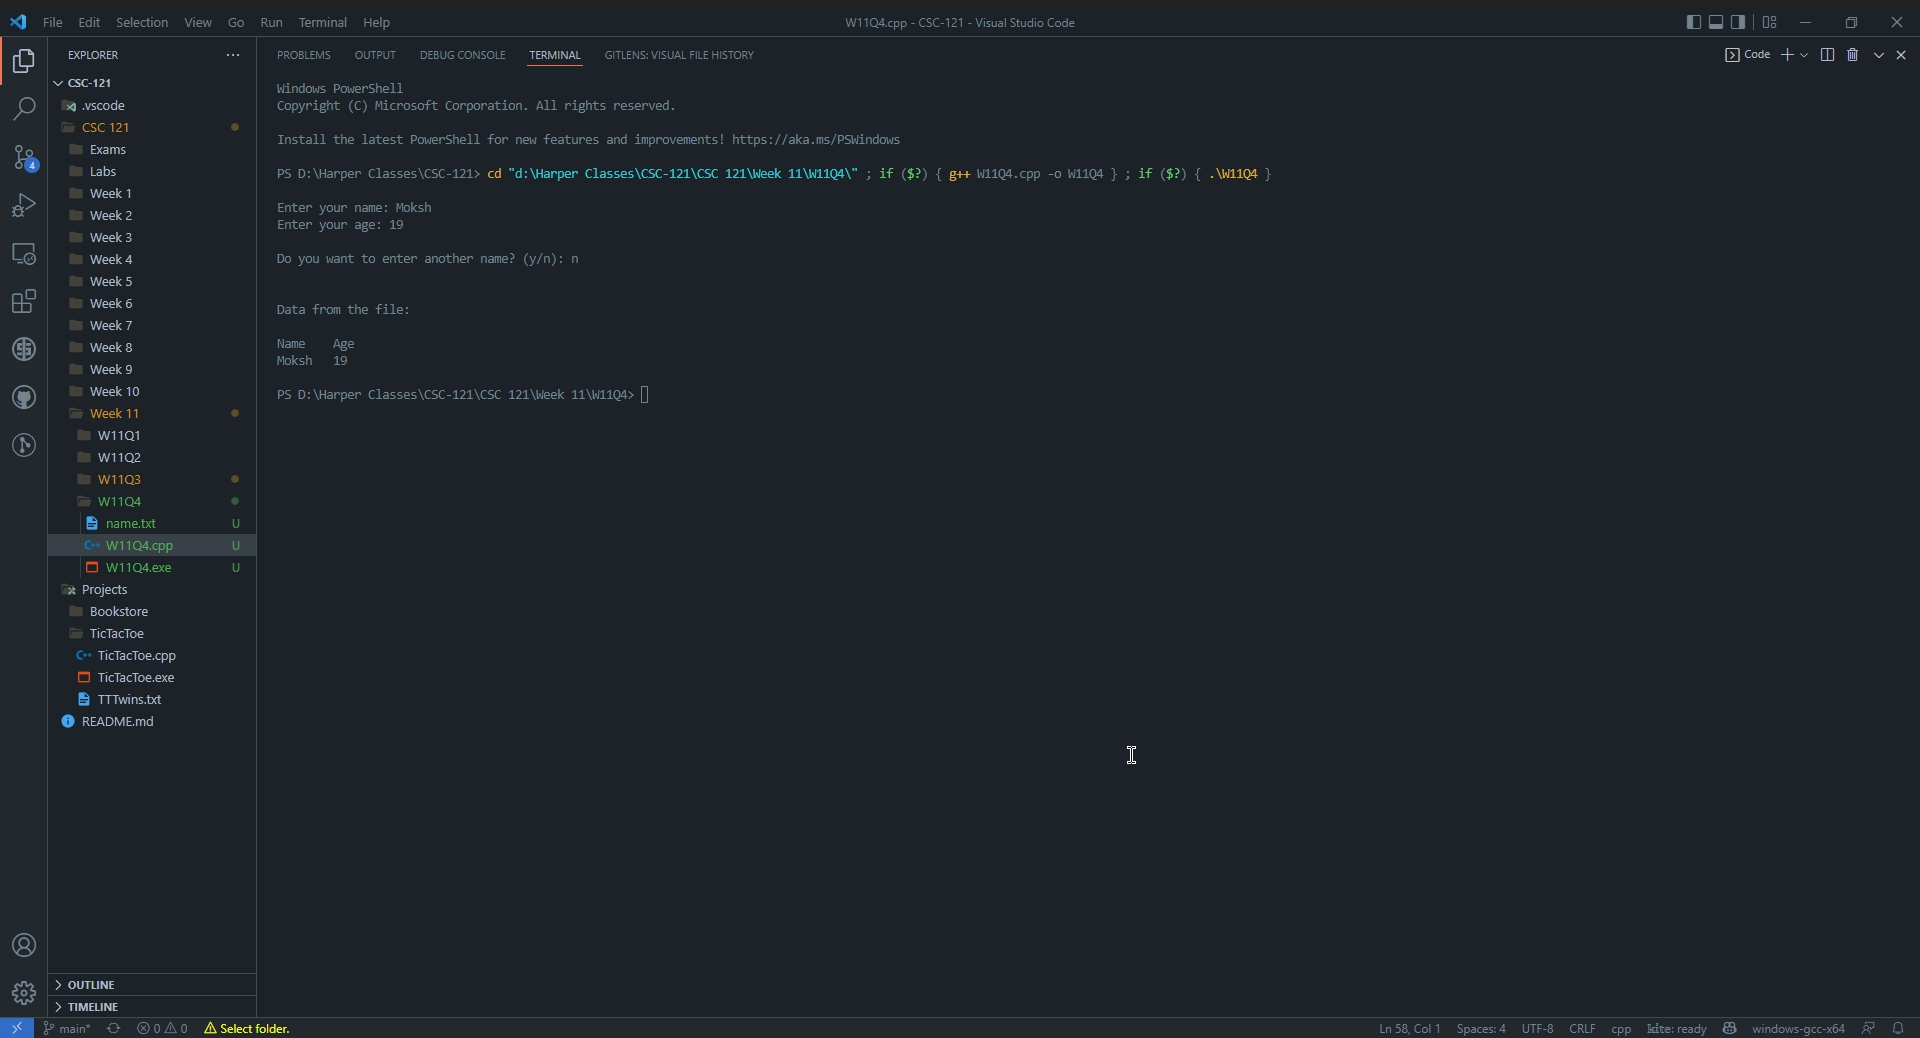 File Edit Selection View Go Run Terminal Help
W11Q4.cpp - CSC-121 - Visual Studio Code
EXPLORER
CSC-121
.vscode
CSC 121
Exams
Labs
Week 1
Week 2
Week 3
Week 4
Week 5
Week 6
Week 7
Week 8
Week 9
Week 10
Week 11
W11Q1
W11Q2
W11Q3
W11Q4
name.txt U
W11Q4.cpp U
W11Q4.exe U
Projects
Bookstore
TicTacToe
TicTacToe.cpp
TicTacToe.exe
TTTwins.txt
README.md
OUTLINE
TIMELINE
4
PROBLEMS OUTPUT DEBUG CONSOLE TERMINAL GITLENS: VISUAL FILE HISTORY
Code
Windows PowerShell
Copyright (C) Microsoft Corporation. All rights reserved.
Install the latest PowerShell for new features and improvements! https://aka.ms/PSWindows
PS D:\Harper Classes\CSC-121> cd "d:\Harper Classes\CSC-121\CSC 121\Week 11\W11Q4\" ; if ($?) { g++ W11Q4.cpp -o W11Q4 } ; if ($?) { .\W11Q4 }
Enter your name: Moksh
Enter your age: 19
Do you want to enter another name? (y/n): n
Data from the file:
Name Age
Moksh 19
PS D:\Harper Classes\CSC-121\CSC 121\Week 11\W11Q4>
main* 0 0 Select folder.
Ln 58, Col 1 Spaces: 4 UTF-8 CRLF cpp kite: ready windows-gcc-x64